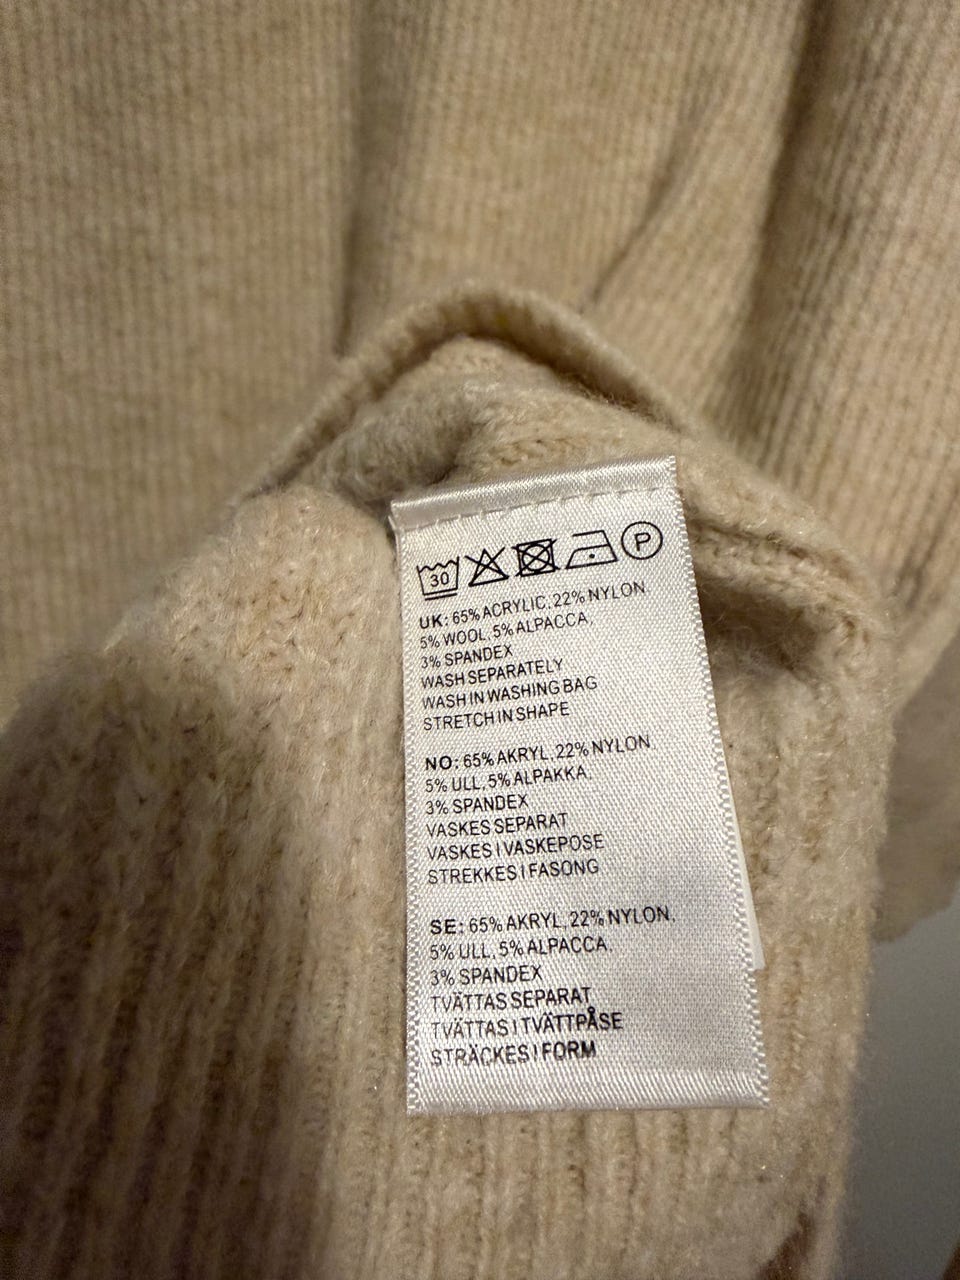 30 P
UK: 65% ACRYLIC, 22% NYLON
5% WOOL, 5% ALPACCA,
3% SPANDEX
WASH SEPARATELY
WASH IN WASHING BAG
STRETCH IN SHAPE
NO: 65% AKRYL, 22% NYLON,
5% ULL, 5% ALPAKKA,
3% SPANDEX
VASKES SEPARAT
VASKES I VASKEPOSE
STREKKES I FASONG
SE: 65% AKRYL, 22% NYLON,
5% ULL, 5% ALPACCA,
3% SPANDEX
TVÄTTAS SEPARAT
TVÄTTAS I TVÄTTPÅSE
STRÄCKES I FORM